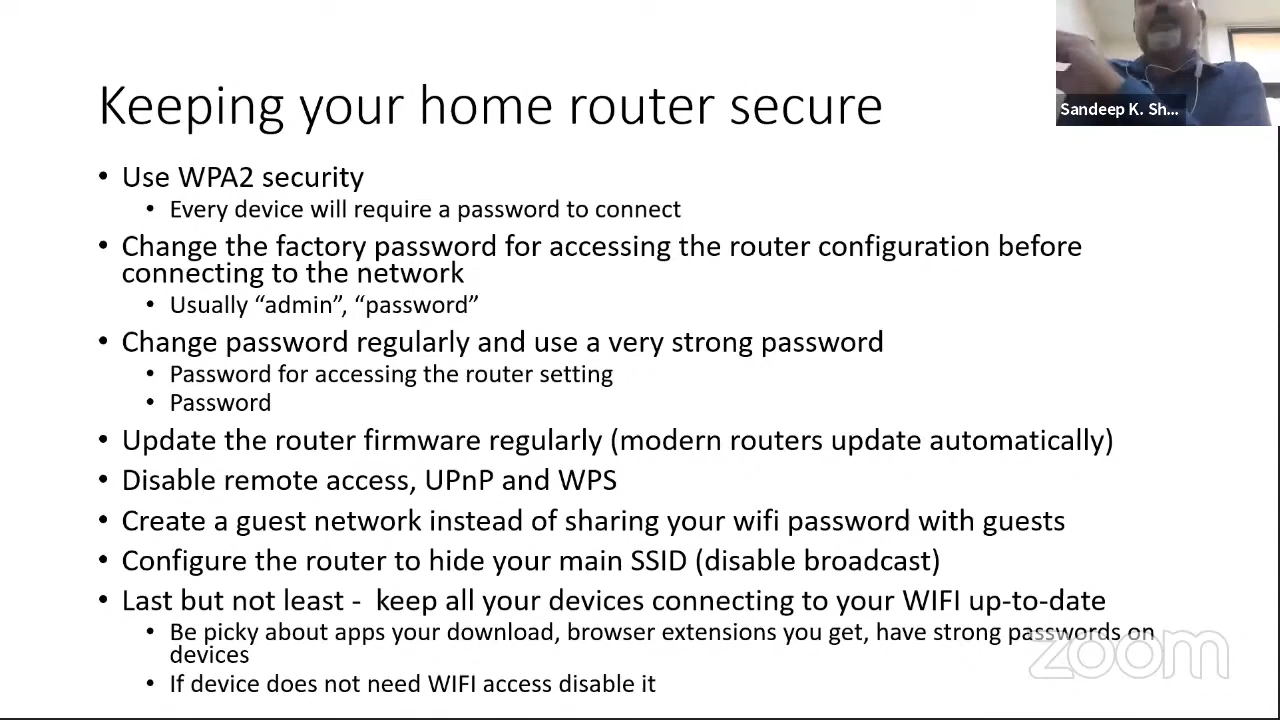 Keeping your home router secure
Sandeep K. Sh...
• Use WPA2 security
• Every device will require a password to connect
• Change the factory password for accessing the router configuration before
connecting to the network
• Usually “admin”, “password”
• Change password regularly and use a very strong password
• Password for accessing the router setting
• Password
• Update the router firmware regularly (modern routers update automatically)
• Disable remote access, UPnP and WPS
• Create a guest network instead of sharing your wifi password with guests
• Configure the router to hide your main SSID (disable broadcast)
• Last but not least -  keep all your devices connecting to your WIFI up-to-date
• Be picky about apps your download, browser extensions you get, have strong passwords on
devices
• If device does not need WIFI access disable it
zoom